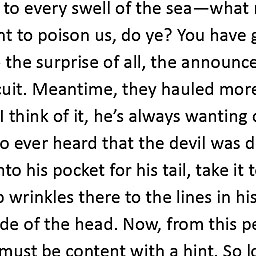 to every swell of the sea—what
nt to poison us, do ye? You have
the surprise of all, the announce
cuit. Meantime, they hauled more
I think of it, he's always wanting
o ever heard that the devil was d
nto his pocket for his tail, take it t
wrinkles there to the lines in his
de of the head. Now, from this pe
must be content with a hint. So lo